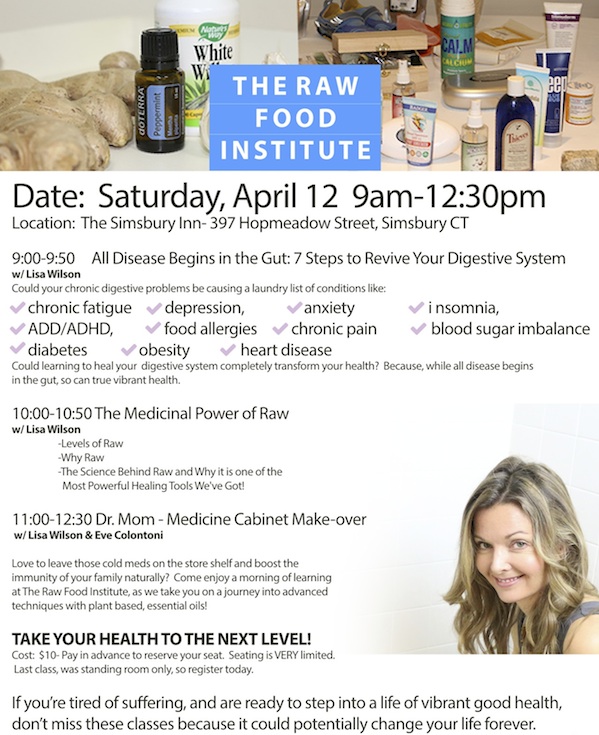 Nature's Way
White
dōTERRA
Peppermint
CALM
CALCIUM
Thieves
THE RAW
FOOD
INSTITUTE
Date: Saturday, April 12 9am-12:30pm
Location: The Simsbury Inn- 397 Hopmeadow Street, Simsbury CT
9:00-9:50 All Disease Begins in the Gut: 7 Steps to Revive Your Digestive System
w/ Lisa Wilson
Could your chronic digestive problems be causing a laundry list of conditions like:
chronic fatigue depression, anxiety i nsomnia,
ADD/ADHD, food allergies chronic pain blood sugar imbalance
diabetes obesity heart disease
Could learning to heal your digestive system completely transform your health? Because, while all disease begins
in the gut, so can true vibrant health.
10:00-10:50 The Medicinal Power of Raw
w/ Lisa Wilson
-Levels of Raw
-Why Raw
-The Science Behind Raw and Why it is one of the
Most Powerful Healing Tools We've Got!
11:00-12:30 Dr. Mom - Medicine Cabinet Make-over
w/ Lisa Wilson & Eve Colontoni
Love to leave those cold meds on the store shelf and boost the
immunity of your family naturally? Come enjoy a morning of learning
at The Raw Food Institute, as we take you on a journey into advanced
techniques with plant based, essential oils!
TAKE YOUR HEALTH TO THE NEXT LEVEL!
Cost: $10- Pay in advance to reserve your seat. Seating is VERY limited.
Last class, was standing room only, so register today.
If you're tired of suffering, and are ready to step into a life of vibrant good health,
don't miss these classes because it could potentially change your life forever.